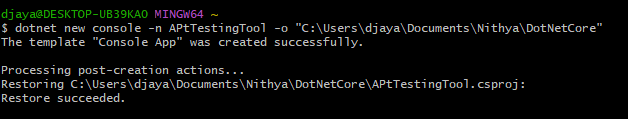 djaya@DESKTOP-UB39KAO MINGW64 ~
$ dotnet new console -n APtTestingTool -o "C:\Users\djaya\Documents\Nithya\DotNetCore"
The template "Console App" was created successfully.
Processing post-creation actions...
Restoring C:\Users\djaya\Documents\Nithya\DotNetCore\APtTestingTool.csproj:
Restore succeeded.